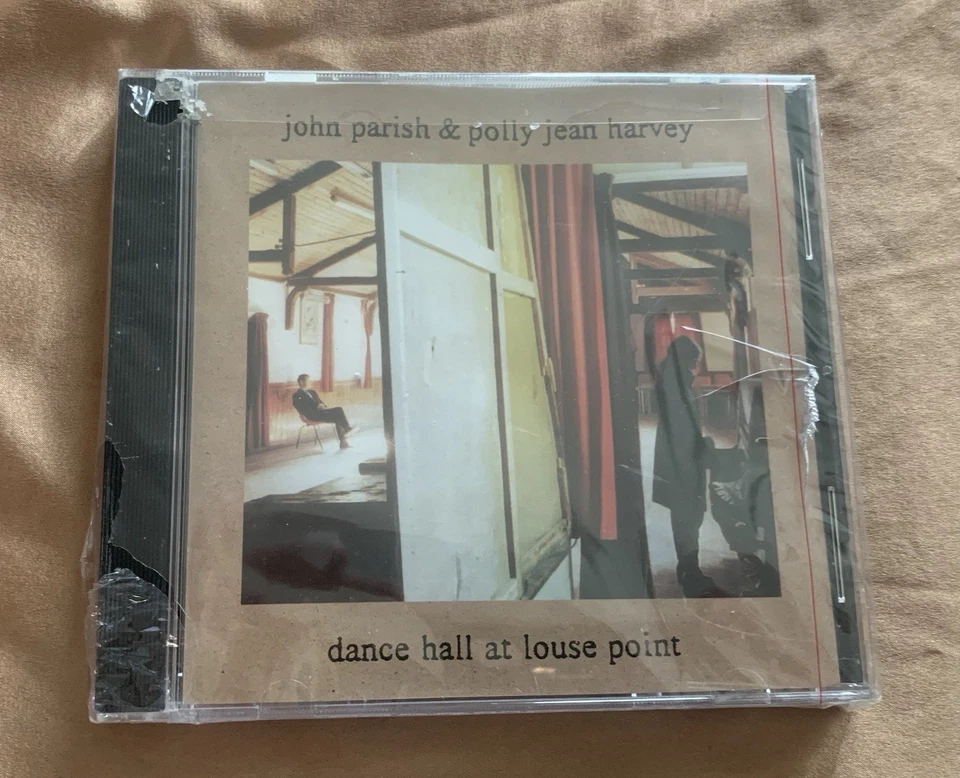 john parish & polly jean harvey
dance hall at louse point